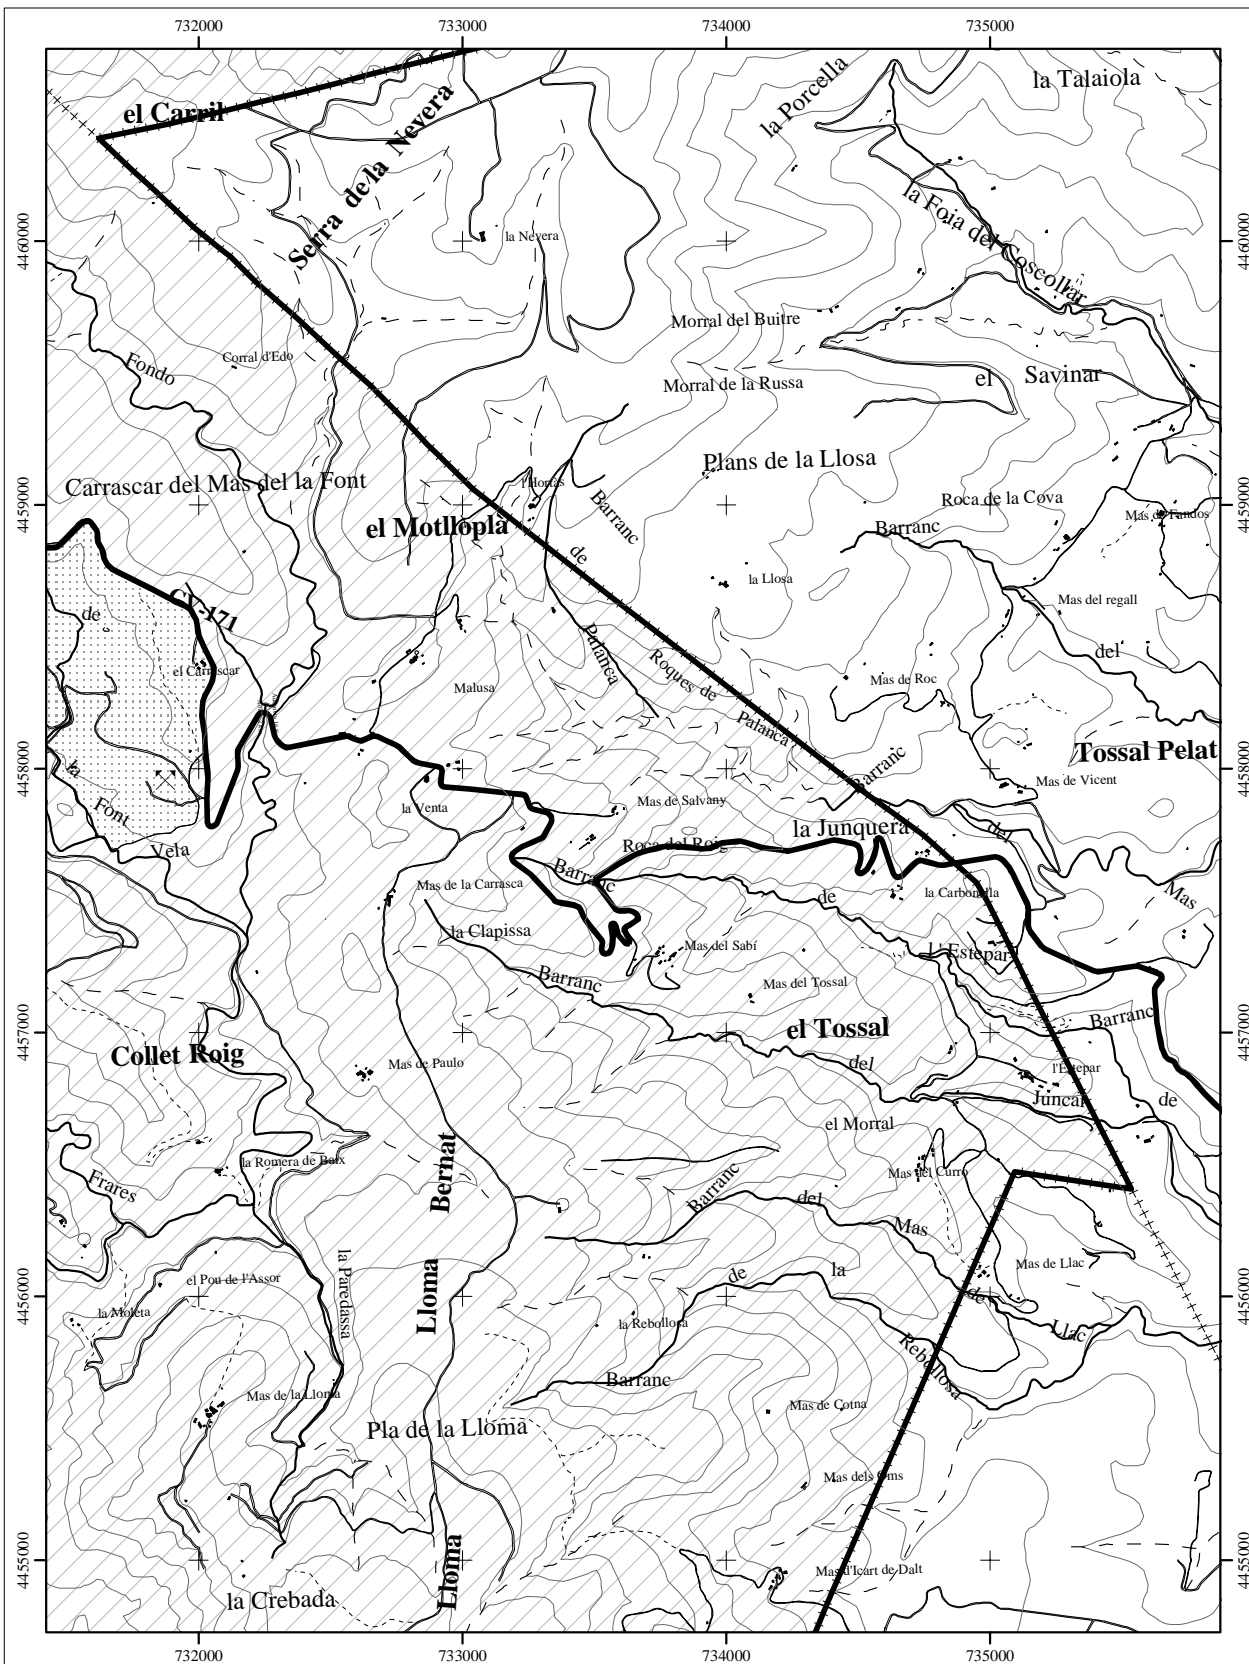 732000
733000
734000
735000
la Talaiola
la Porcella
el Carril
Serra de la Nevera
la Foia del Coscollar
4460000
4460000
la Nevera
Morral del Buitre
Corral d'Edo
Fondo
Morral de la Russa
el
Savinar
Plans de la Llosa
Carrascar del Mas del la Font
l'Hortàs
Roca de la Cova
4459000
4459000
Barranc
el Motlloplà
Mas de Fandos
Barranc
de
la Llosa
CV-171
de
Mas del regall
Palanca
Roques de
Palanca
del
el Carrascar
Malusa
Mas de Roc
Tossal Pelat
4458000
4458000
la
Font
Vela
Barranc
Mas de Vicent
la Venta
Mas de Salvany
la Junquera
del
Roca del Roig
Mas de la Carrasca
Barranc
de
la Carbonella
Mas
la Clapissa
Mas del Sabí
l'Estepar
Barranc
Mas del Tossal
4457000
4457000
el Tossal
Barranc
Collet Roig
Mas de Paulo
del
l'Estepar
Juncar
de
el Morral
la Romera de Baix
Bernat
Mas del Curro
Frares
Barranc
del
Mas
la Paredassa
el Pou de l'Assor
de
la
Mas de Llac
4456000
4456000
la Moleta
Lloma
la Rebollosa
de
Llac
Rebollosa
Barranc
Mas de la Lloma
Mas de Cotna
Pla de la Lloma
Mas dels Oms
4455000
4455000
Lloma
Mas d'Icart de Dalt
la Crebada
732000
733000
734000
735000